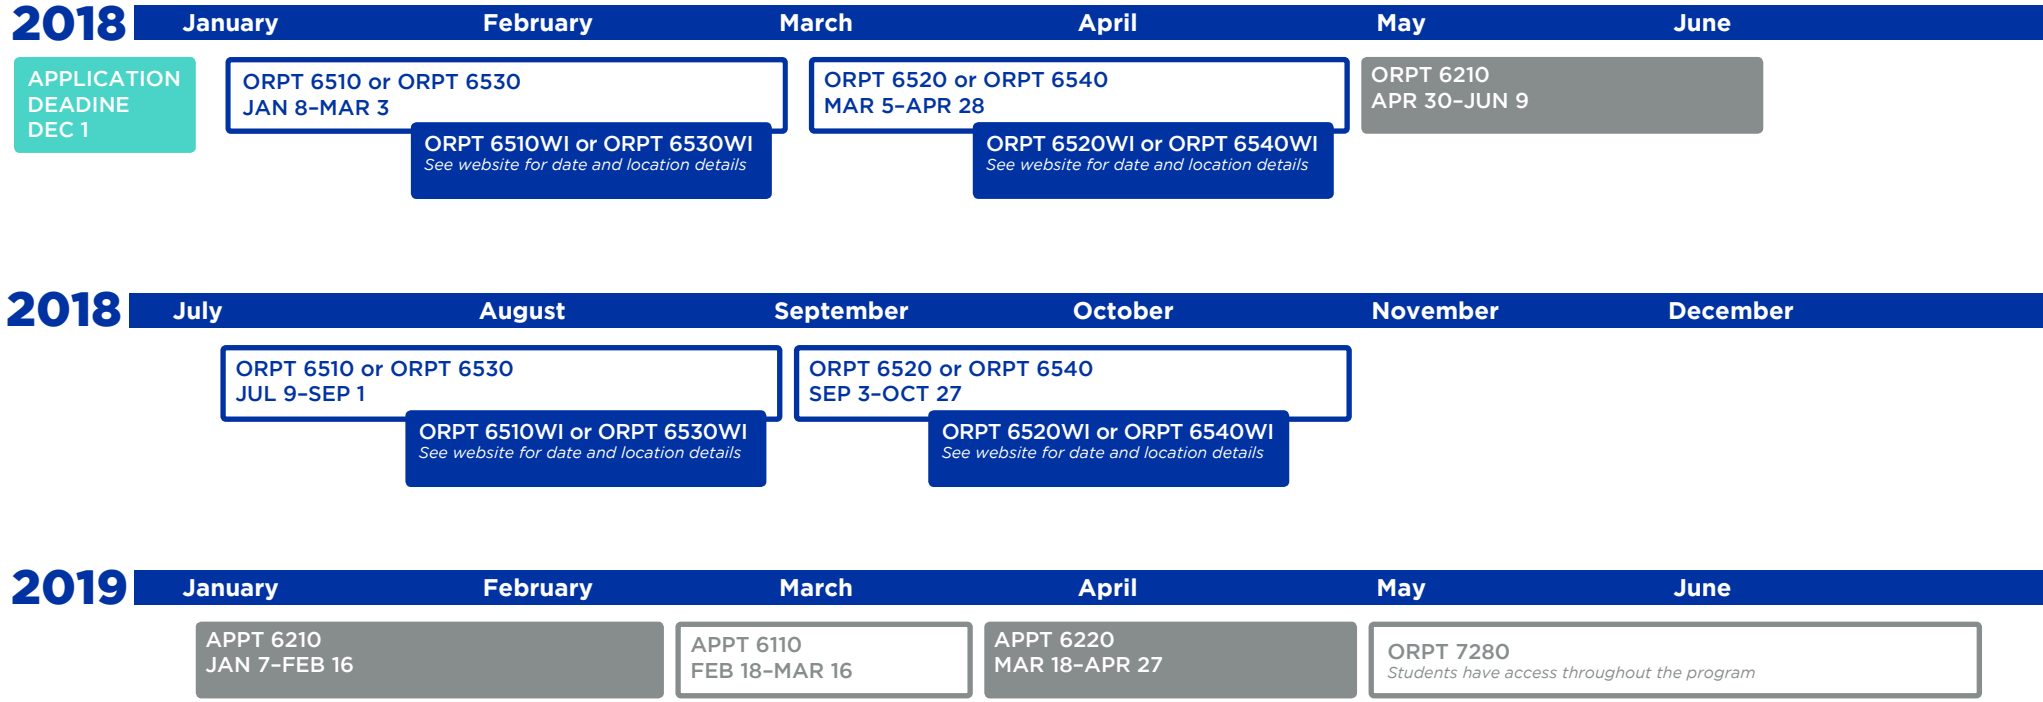 2018 January February March April May June
APPLICATION
DEADINE
DEC 1
ORPT 6510 or ORPT 6530
JAN 8–MAR 3
ORPT 6510WI or ORPT 6530WI
See website for date and location details
ORPT 6520 or ORPT 6540
MAR 5–APR 28
ORPT 6520WI or ORPT 6540WI
See website for date and location details
ORPT 6210
APR 30–JUN 9
2018 July August September October November December
ORPT 6510 or ORPT 6530
JUL 9–SEP 1
ORPT 6510WI or ORPT 6530WI
See website for date and location details
ORPT 6520 or ORPT 6540
SEP 3–OCT 27
ORPT 6520WI or ORPT 6540WI
See website for date and location details
2019 January February March April May June
APPT 6210
JAN 7–FEB 16
APPT 6110
FEB 18–MAR 16
APPT 6220
MAR 18–APR 27
ORPT 7280
Students have access throughout the program